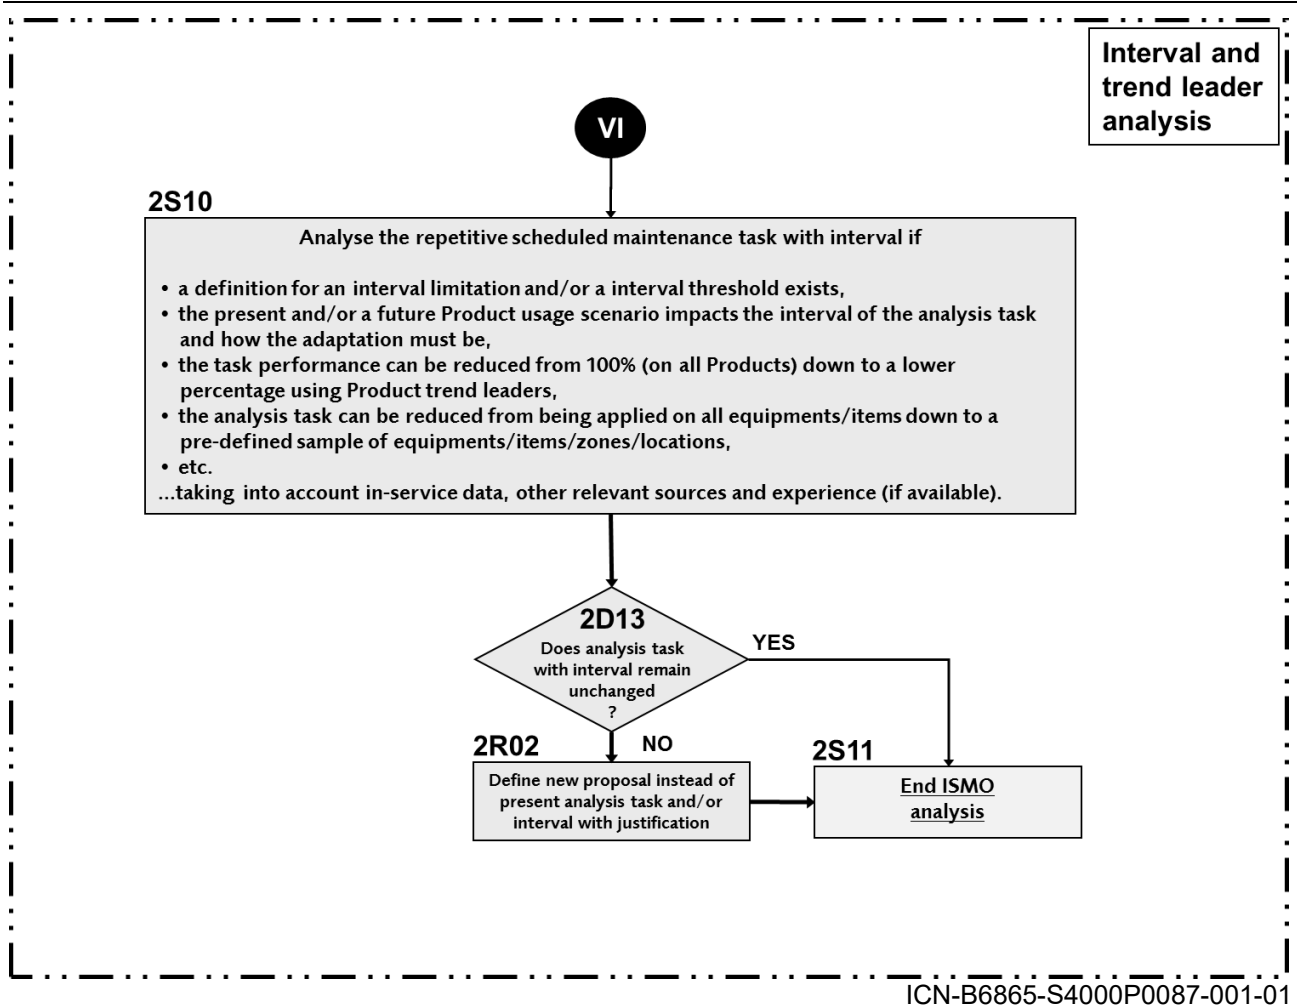 Interval and
trend leader
analysis
VI
2S10
Analyse the repetitive scheduled maintenance task with interval if
• a definition for an interval limitation and/or a interval threshold exists,
• the present and/or a future Product usage scenario impacts the interval of the analysis task
and how the adaptation must be,
• the task performance can be reduced from 100% (on all Products) down to a lower
percentage using Product trend leaders,
• the analysis task can be reduced from being applied on all equipments/items down to a
pre-defined sample of equipments/items/zones/locations,
• etc.
...taking into account in-service data, other relevant sources and experience (if available).
2D13
Does analysis task
with interval remain
unchanged
?
YES
NO
2R02
Define new proposal instead of
present analysis task and/or
interval with justification
2S11
End ISMO
analysis
ICN-B6865-S4000P0087-001-01